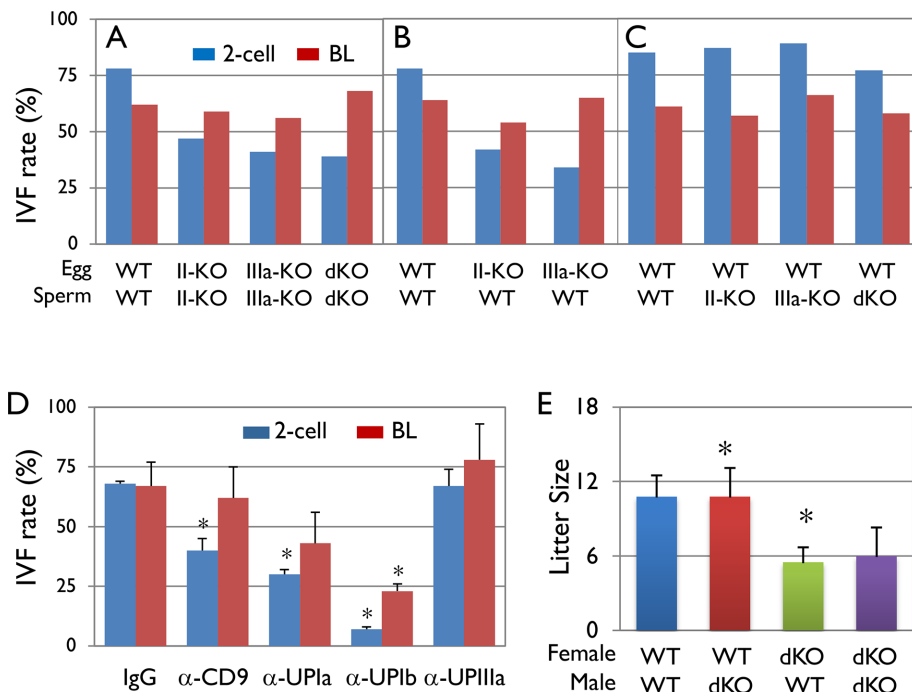 100
A
B
C
2-cell
BL
75
50
25
0
IVF rate (%)
Egg WT II-KO IIIa-KO dKO WT II-KO IIIa-KO WT WT WT WT
Sperm WT II-KO IIIa-KO dKO WT WT WT WT II-KO IIIa-KO dKO
D
100
2-cell
BL
75
50
25
0
IVF rate (%)
*
*
*
*
IgG α-CD9 α-UPIa α-UPIb α-UPIIIa
E
18
12
6
0
Litter Size
*
*
Female WT WT dKO dKO
Male WT dKO WT dKO